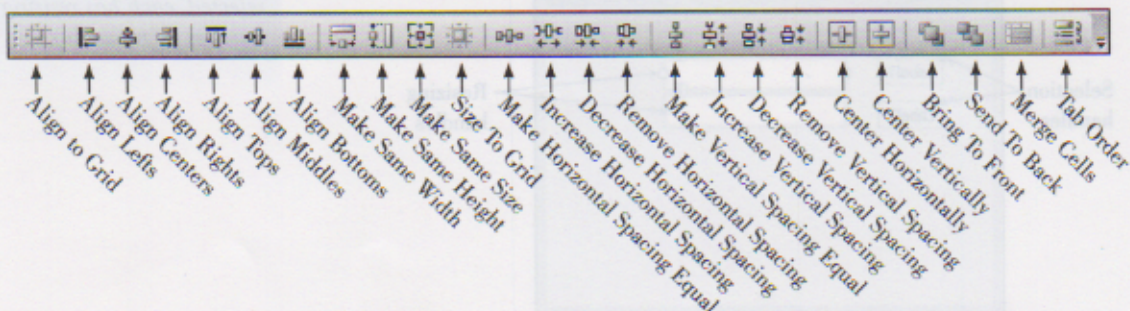 Align to Grid
Align Lefts
Align Centers
Align Rights
Align Tops
Align Middles
Align Bottoms
Make Same Width
Make Same Height
Make Same Size
Size To Grid
Make Horizontal Spacing Equal
Increase Horizontal Spacing
Decrease Horizontal Spacing
Remove Horizontal Spacing
Make Vertical Spacing Equal
Increase Vertical Spacing
Decrease Vertical Spacing
Remove Vertical Spacing
Center Horizontally
Center Vertically
Bring To Front
Send To Back
Merge Cells
Tab Order